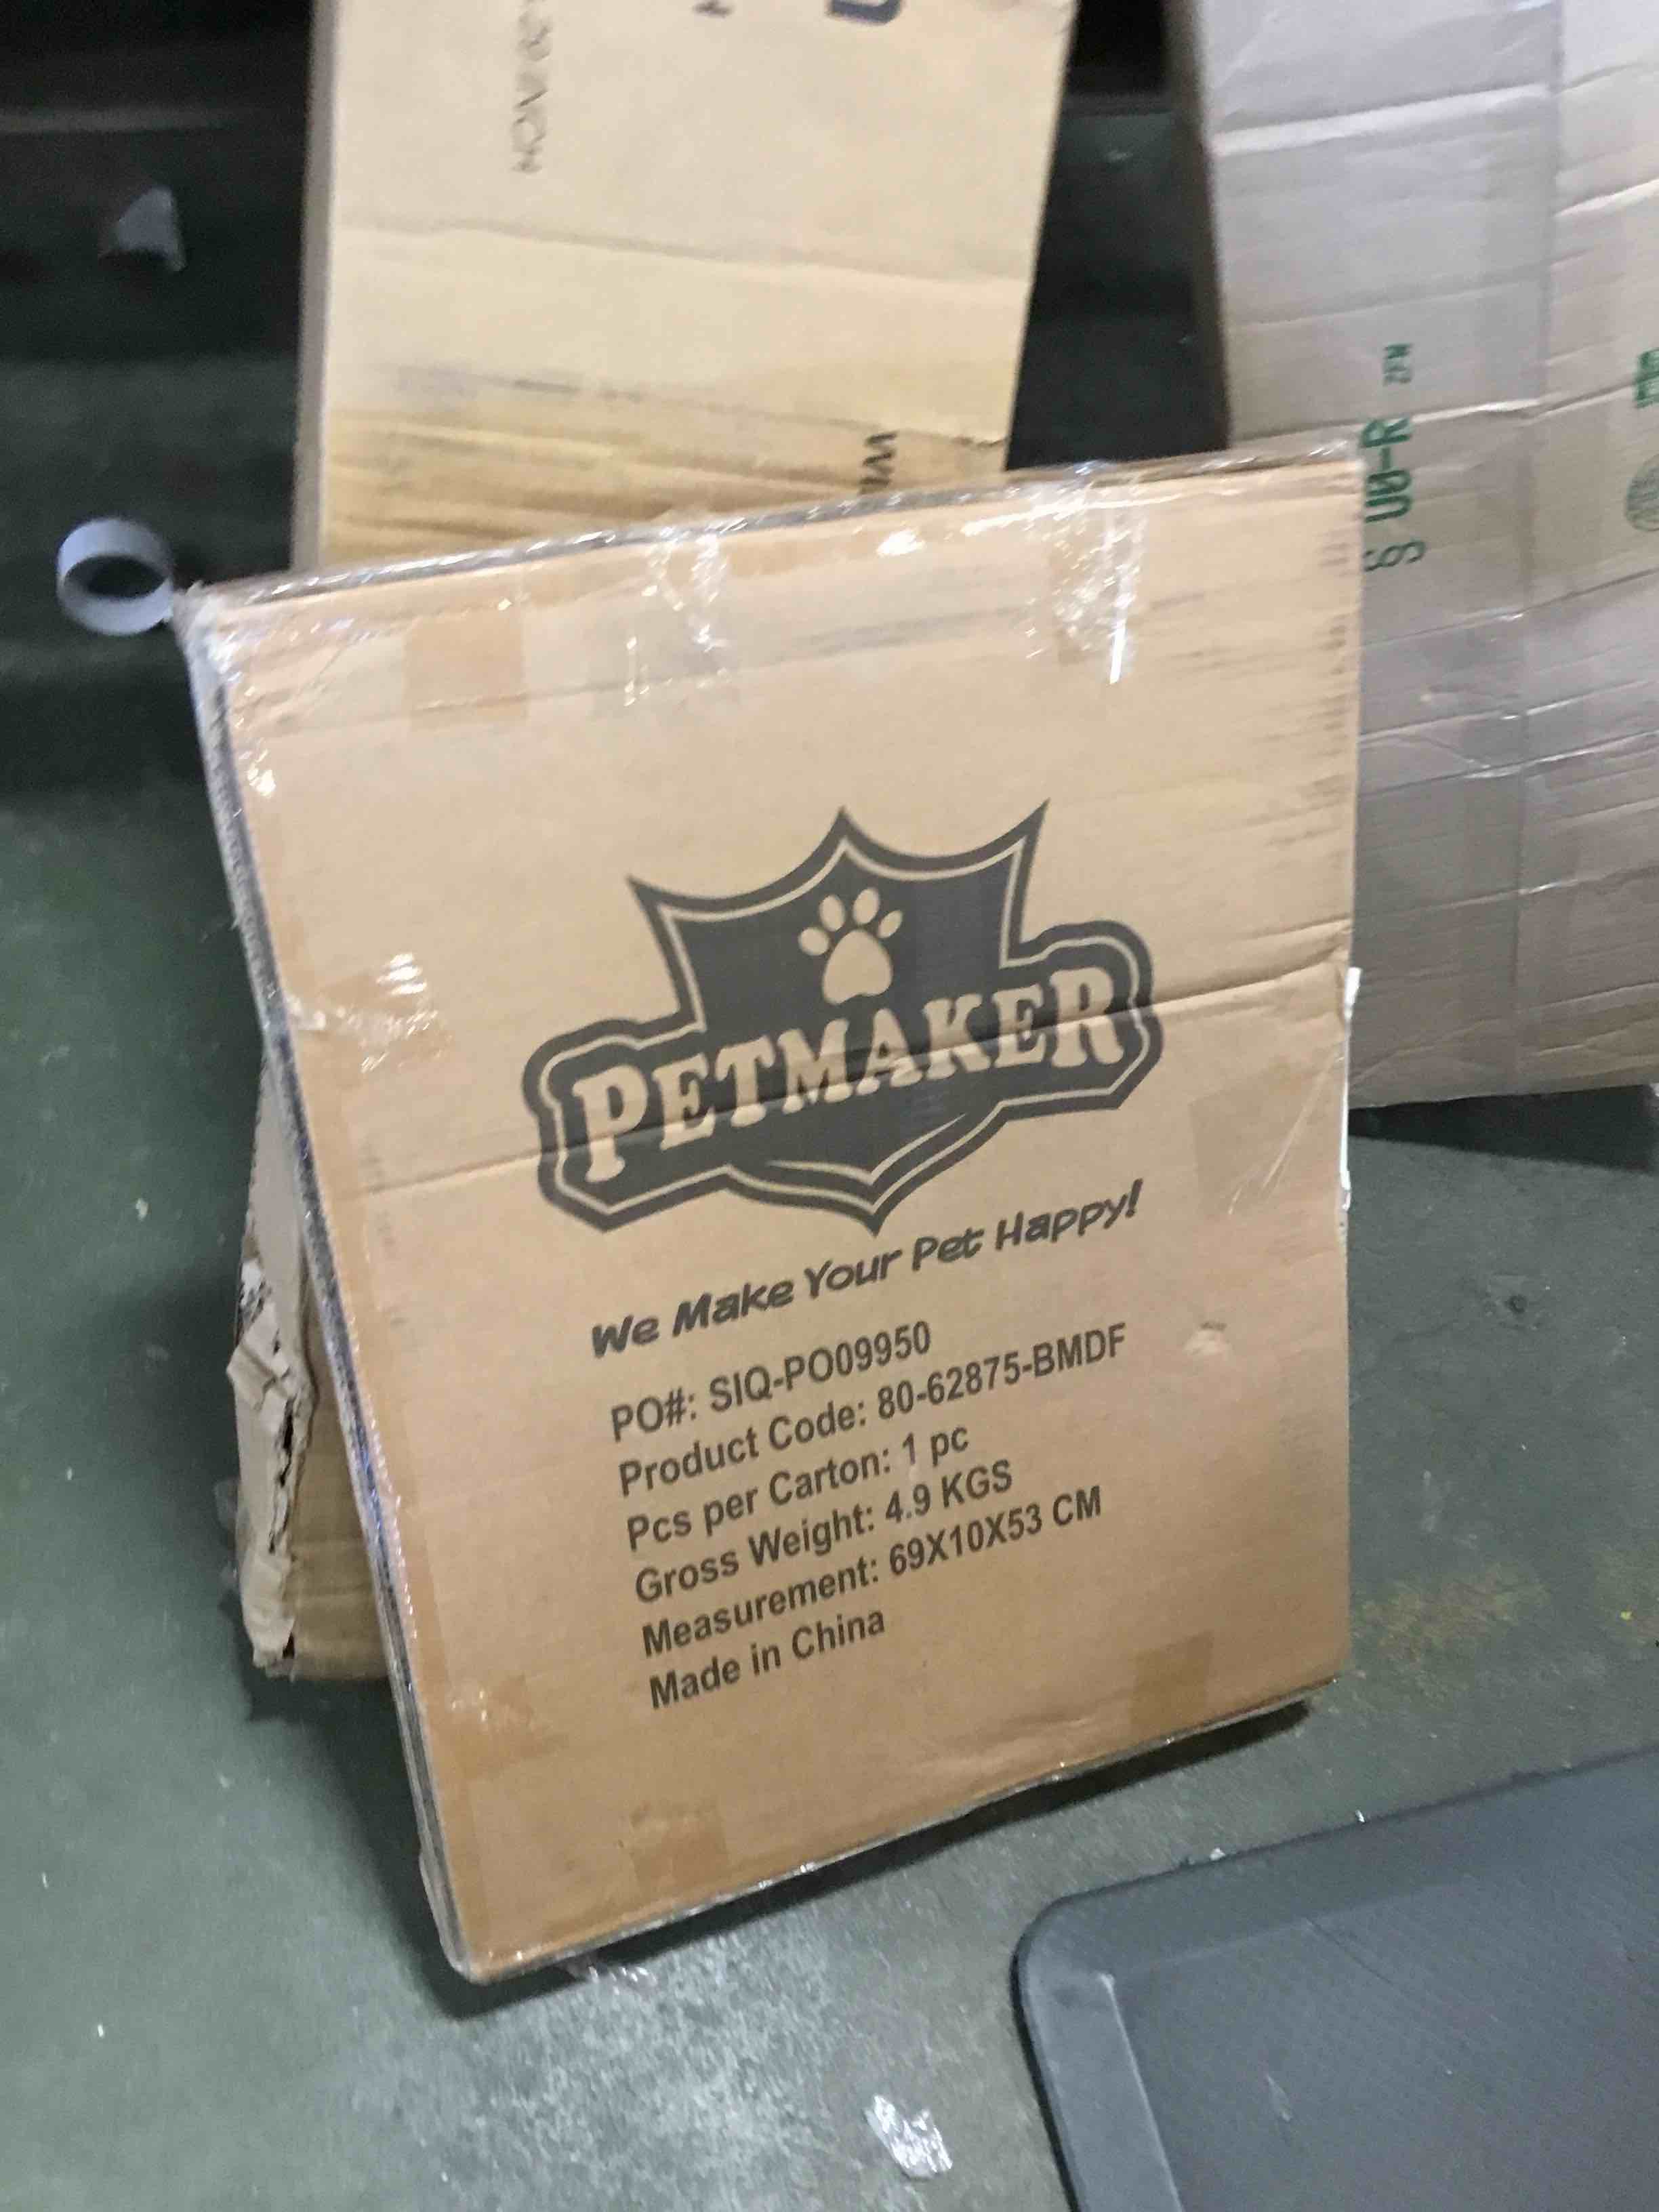 PETMAKER
We Make Your Pet Happy!
PO#: SIQ-PO09950
Product Code: 80-62875-BMDF
Pcs per Carton: 1 pc
Gross Weight: 4.9 KGS
Measurement: 69X10X53 CM
Made in China